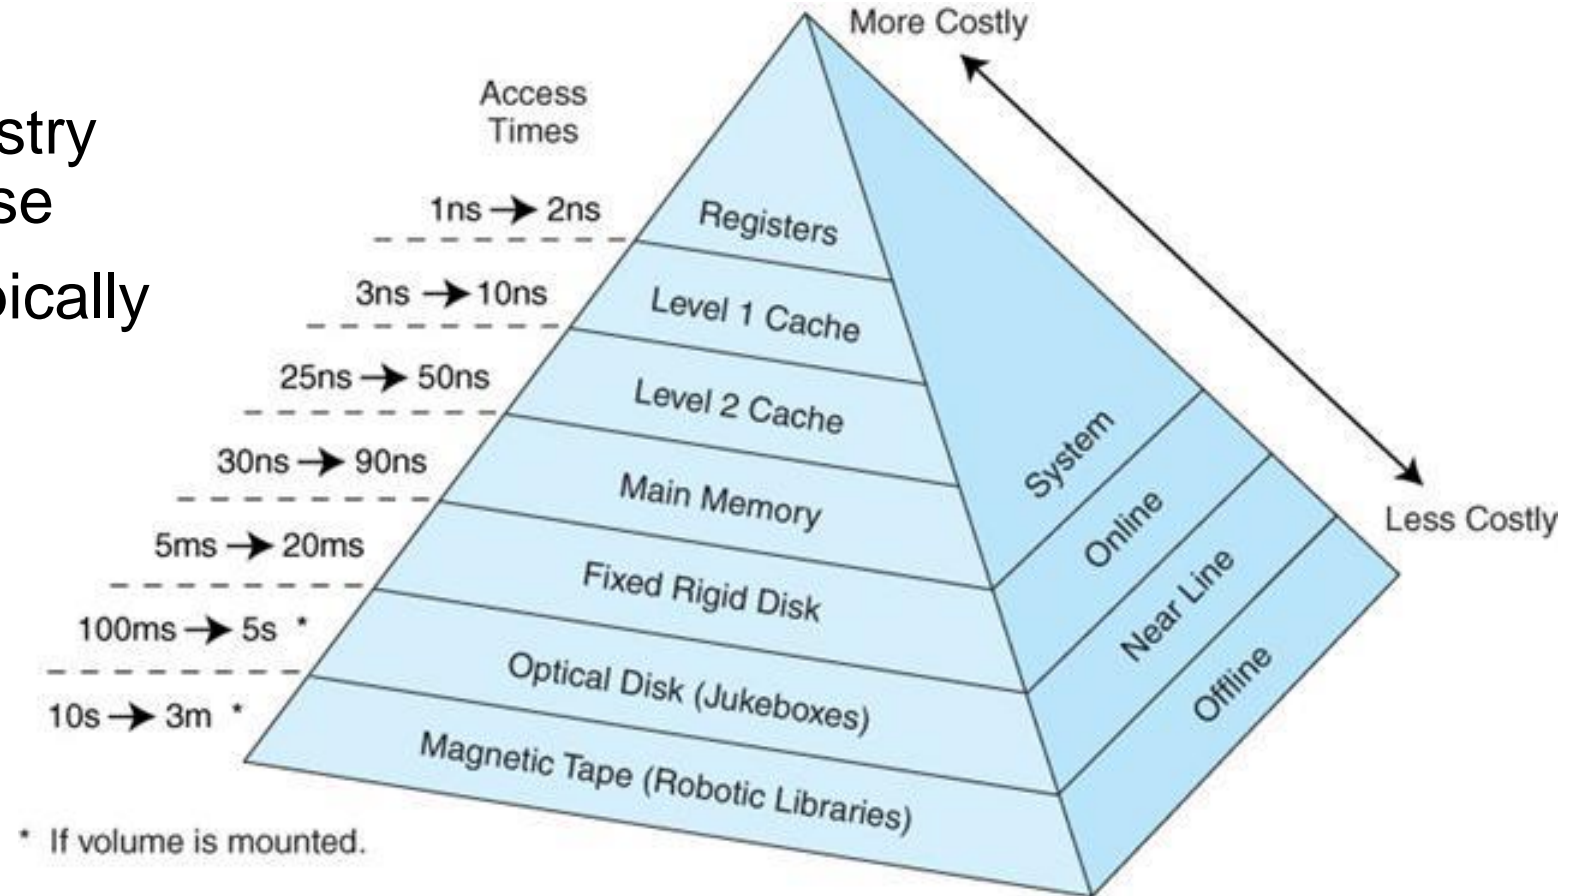 stry
se
pically
More Costly
Access
Times
1ns → 2ns
Registers
3ns → 10ns
Level 1 Cache
25ns → 50ns
Level 2 Cache
30ns → 90ns
Main Memory
5ms → 20ms
Fixed Rigid Disk
100ms → 5s *
Optical Disk (Jukeboxes)
10s → 3m *
Magnetic Tape (Robotic Libraries)
System
Online
Near Line
Offline
Less Costly
* If volume is mounted.